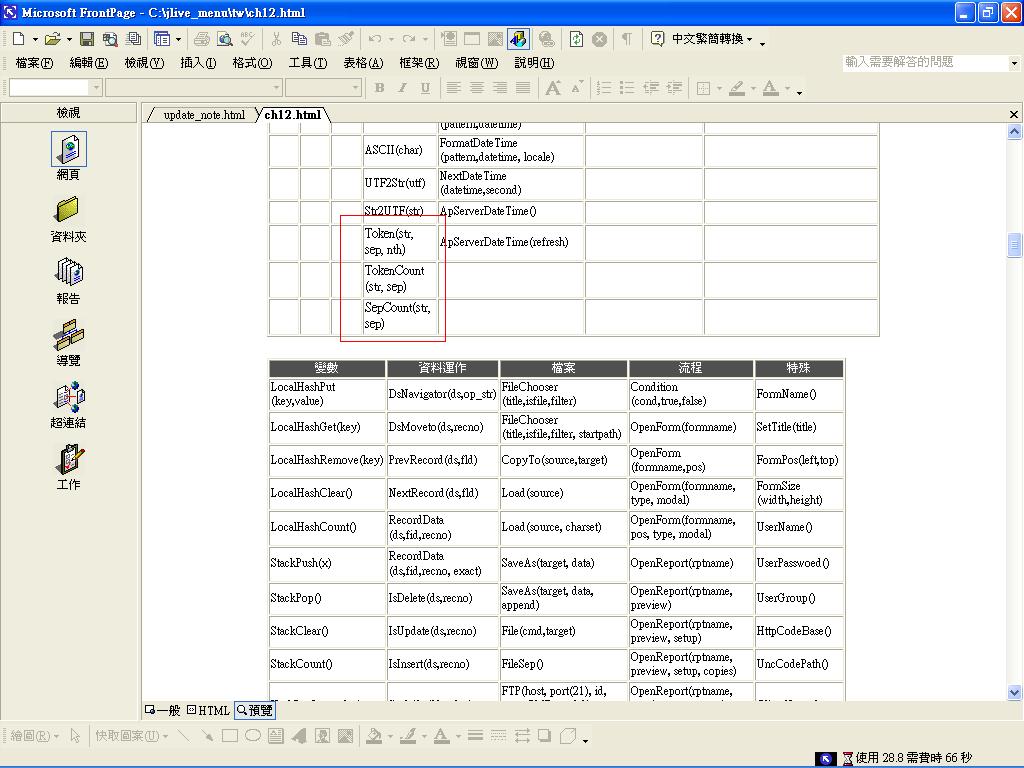 Microsoft FrontPage - C:\jlive_menu\tw\ch12.html
中文繁簡轉換
檔案(F) 編輯(E) 檢視(V) 插入(I) 格式(O) 工具(T) 表格(A) 框架(R) 視窗(W) 說明(H)
輸入需要解答的問題
檢視
update_note.html ch12.html
網頁
資料夾
報告
導覽
超連結
工作
(pattern,datetime)
ASCII(char)
FormatDateTime
(pattern,datetime, locale)
UTF2Str(utf)
NextDateTime
(datetime,second)
Str2UTF(str) ApServerDateTime()
Token(str,
sep, nth)
ApServerDateTime(refresh)
TokenCount
(str, sep)
SepCount(str,
sep)
變數 資料運作 檔案 流程 特殊
LocalHashPut
(key,value)
DsNavigator(ds,op_str)
FileChooser
(title,isfile,filter)
Condition
(cond,true,false)
FormName()
LocalHashGet(key)
DsMoveto(ds,recno)
FileChooser
(title,isfile,filter, startpath)
OpenForm(formname)
SetTitle(title)
LocalHashRemove(key)
PrevRecord(ds,fld)
CopyTo(source,target)
OpenForm
(formname,pos)
FormPos(left,top)
LocalHashClear()
NextRecord(ds,fld)
Load(source)
OpenForm(formname,
type, modal)
FormSize
(width,height)
LocalHashCount()
RecordData
(ds,fid,recno)
Load(source, charset)
OpenForm(formname,
pos, type, modal)
UserName()
StackPush(x)
RecordData
(ds,fid,recno, exact)
SaveAs(target, data)
OpenReport(rptname)
UserPasswoed()
StackPop()
IsDelete(ds,recno)
SaveAs(target, data,
append)
OpenReport(rptname,
preview)
UserGroup()
StackClear()
IsUpdate(ds,recno)
File(cmd,target)
OpenReport(rptname,
preview, setup)
HttpCodeBase()
StackCount()
IsInsert(ds,recno)
FileSep()
OpenReport(rptname,
preview, setup, copies)
UncCodePath()
FTP(host, port(21), id,
OpenReport(rptname,
一般 HTML 預覽
繪圖(R) 快取圖案(U)
使用 28.8 需費時 66 秒